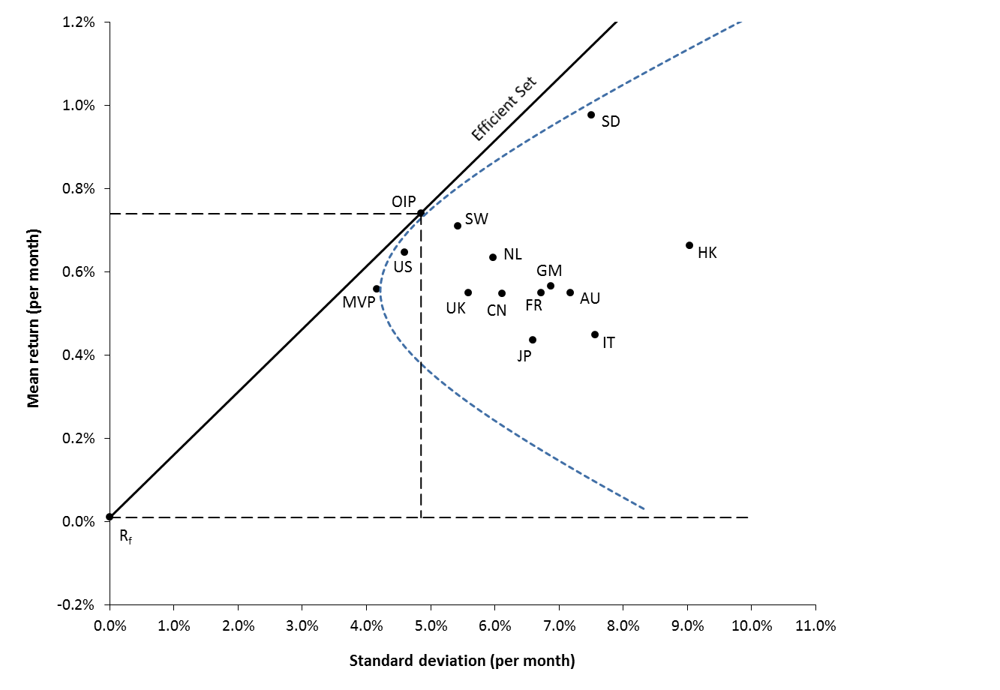 1.2%
1.0%
0.8%
0.6%
0.4%
0.2%
0.0%
-0.2%
Mean return (per month)
Efficient Set
SD
OIP
SW
HK
NL
US
GM
MVP
UK
CN
FR
AU
JP
IT
Rf
0.0% 1.0% 2.0% 3.0% 4.0% 5.0% 6.0% 7.0% 8.0% 9.0% 10.0% 11.0%
Standard deviation (per month)